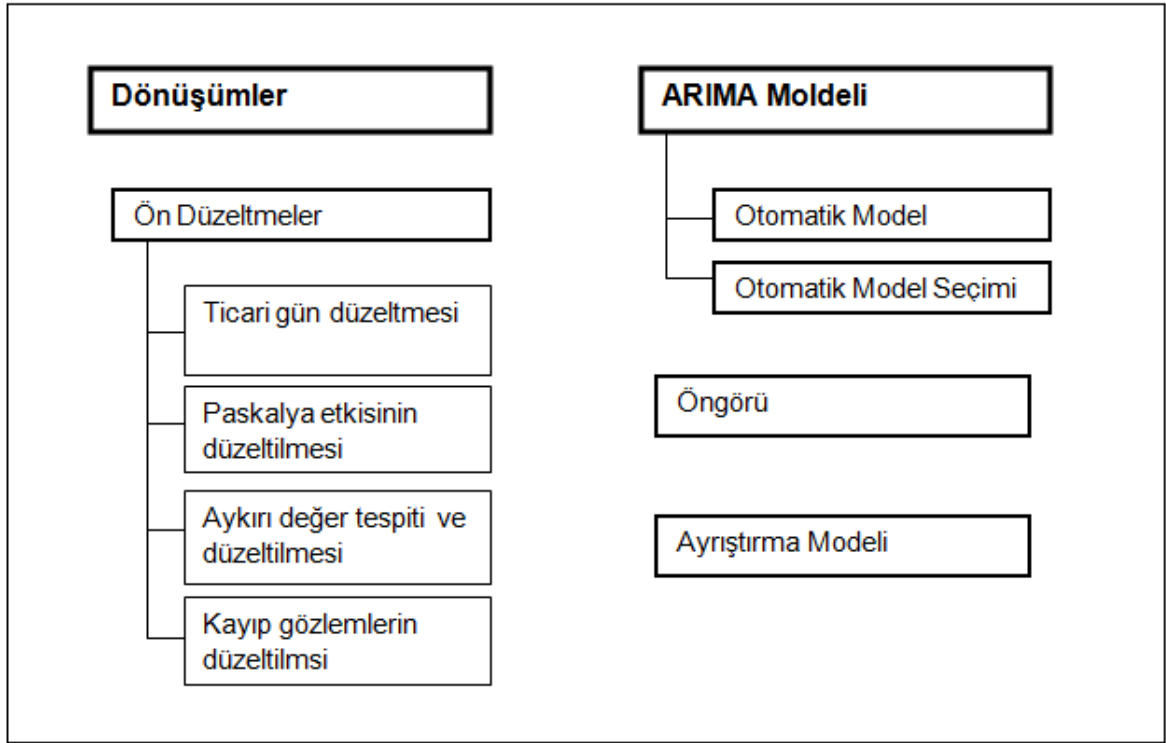 Dönüşümler
Ön Düzeltmeler
Ticari gün düzeltmesi
Paskalya etkisinin
düzeltilmesi
Aykırı değer tespiti ve
düzeltilmesi
Kayıp gözlemlerin
düzeltilmsi
ARIMA Moldeli
Otomatik Model
Otomatik Model Seçimi
Öngörü
Ayrıştırma Modeli